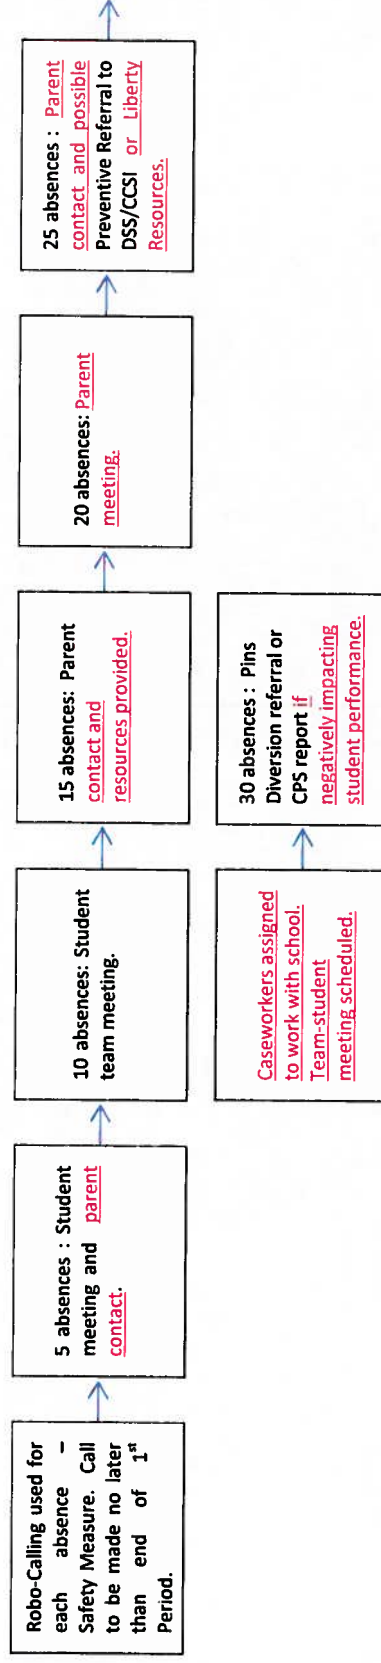 Robo-Calling used for
each absence –
Safety Measure. Call
to be made no later
than end of 1st
Period.
5 absences : Student
meeting and parent
contact.
10 absences: Student
team meeting.
15 absences: Parent
contact and
resources provided.
20 absences: Parent
meeting.
25 absences : Parent
contact and possible
Preventive Referral to
DSS/CCSI or Liberty
Resources.
Caseworkers assigned
to work with school.
Team-student
meeting scheduled.
30 absences : Pins
Diversion referral or
CPS report if
negatively impacting
student performance.